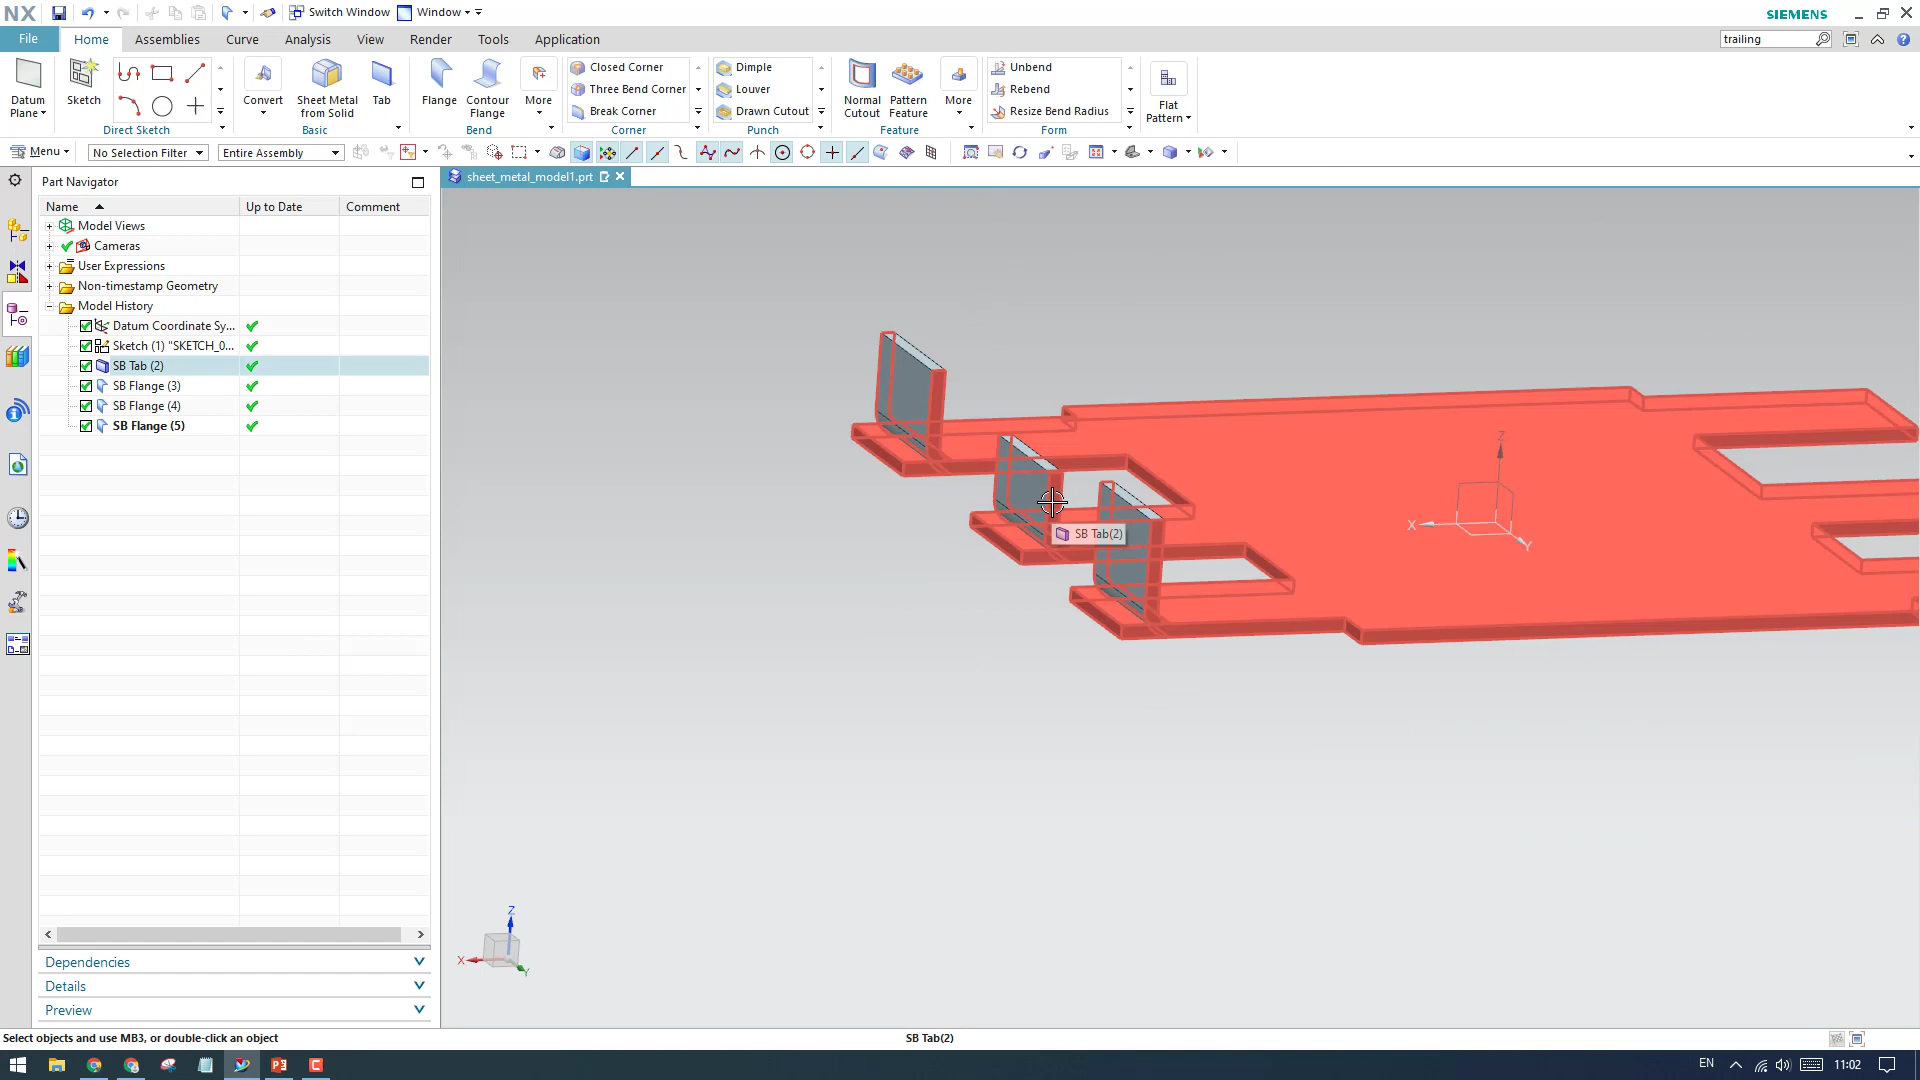 NX
Switch Window
Window
SIEMENS
File
Home
Assemblies
Curve
Analysis
View
Render
Tools
Application
trailing
Datum
Plane
Sketch
Direct Sketch
Convert
Sheet Metal
from Solid
Tab
Basic
Flange
Contour
Flange
More
Bend
Closed Corner
Three Bend Corner
Break Corner
Corner
Dimple
Louver
Drawn Cutout
Punch
Normal
Cutout
Pattern
Feature
More
Feature
Unbend
Rebend
Resize Bend Radius
Form
Flat
Pattern
Menu
No Selection Filter
Entire Assembly
Part Navigator
sheet_metal_model1.prt
Name
Up to Date
Comment
Model Views
Cameras
User Expressions
Non-timestamp Geometry
Model History
Datum Coordinate Sy...
Sketch (1) "SKETCH_0...
SB Tab (2)
SB Flange (3)
SB Flange (4)
SB Flange (5)
SB Tab(2)
Z
X
Y
Z
X
Y
Dependencies
Details
Preview
Select objects and use MB3, or double-click an object
SB Tab(2)
EN
11:02